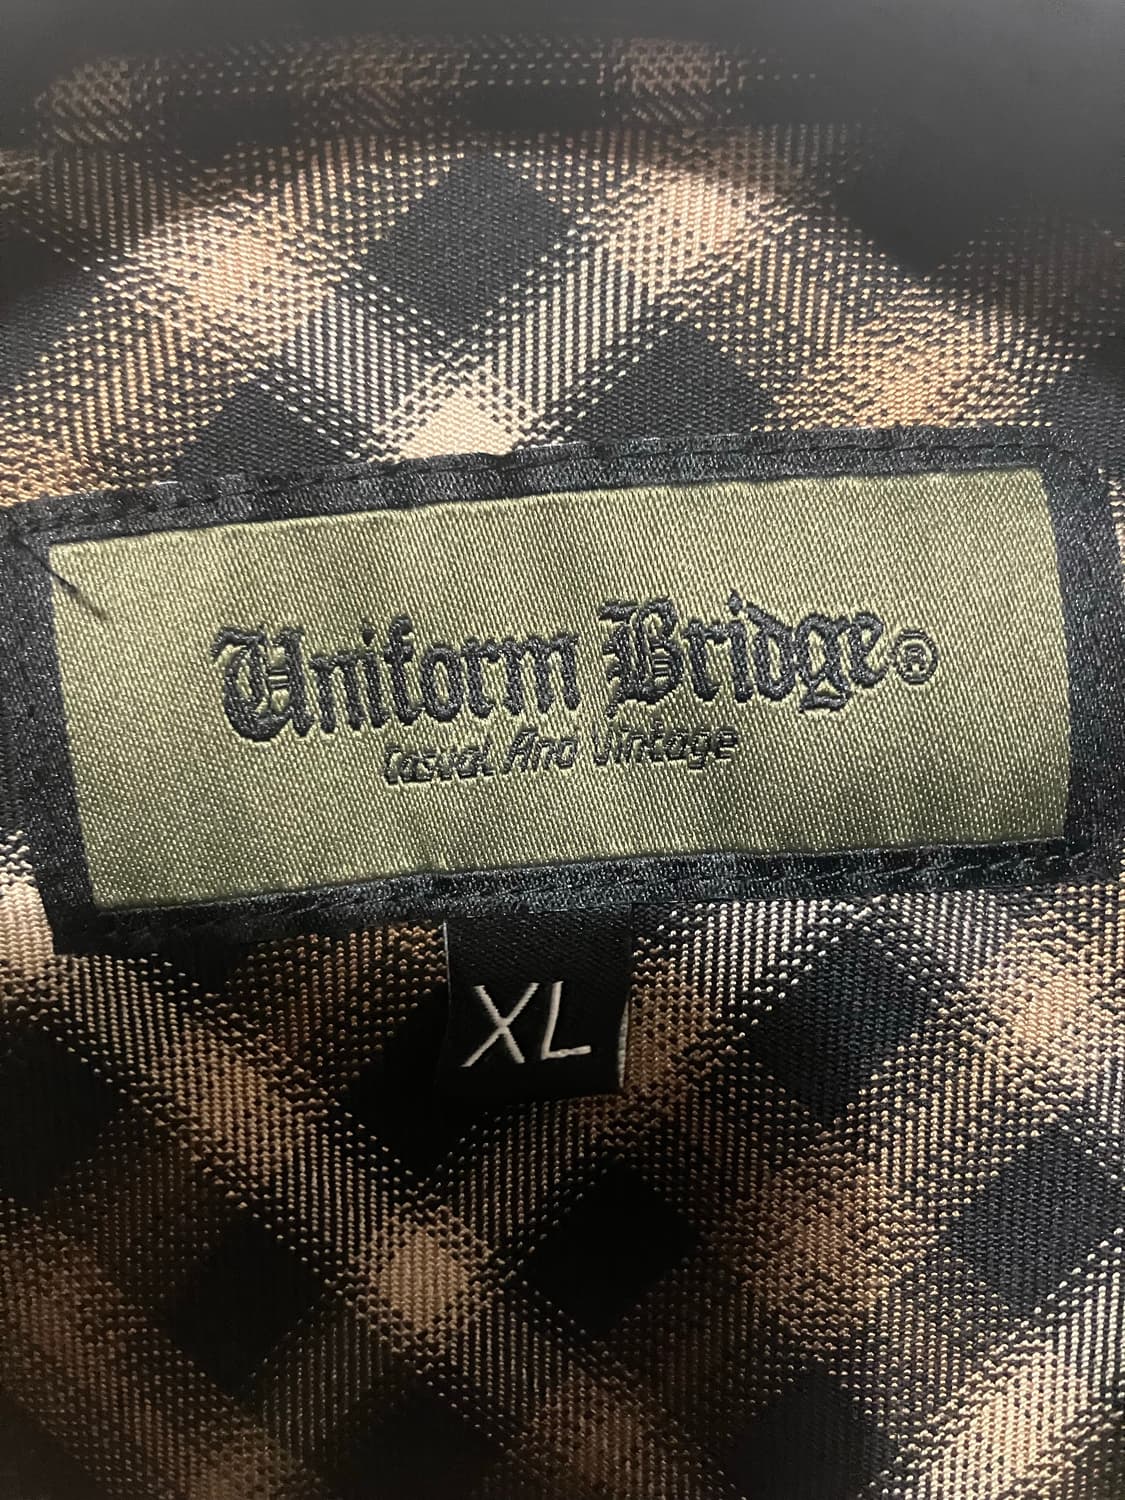 Uniform Bridge®
Casual And Vintage
XL